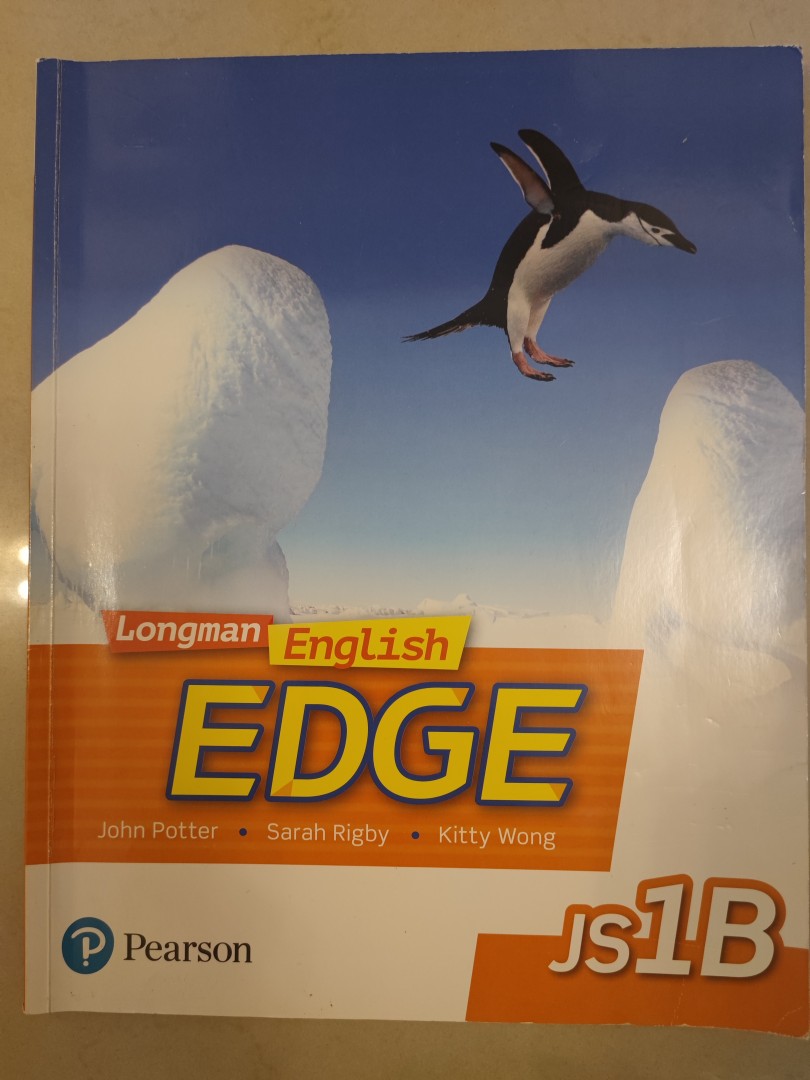 Longman English
EDGE
John Potter • Sarah Rigby • Kitty Wong
Pearson
JS1B